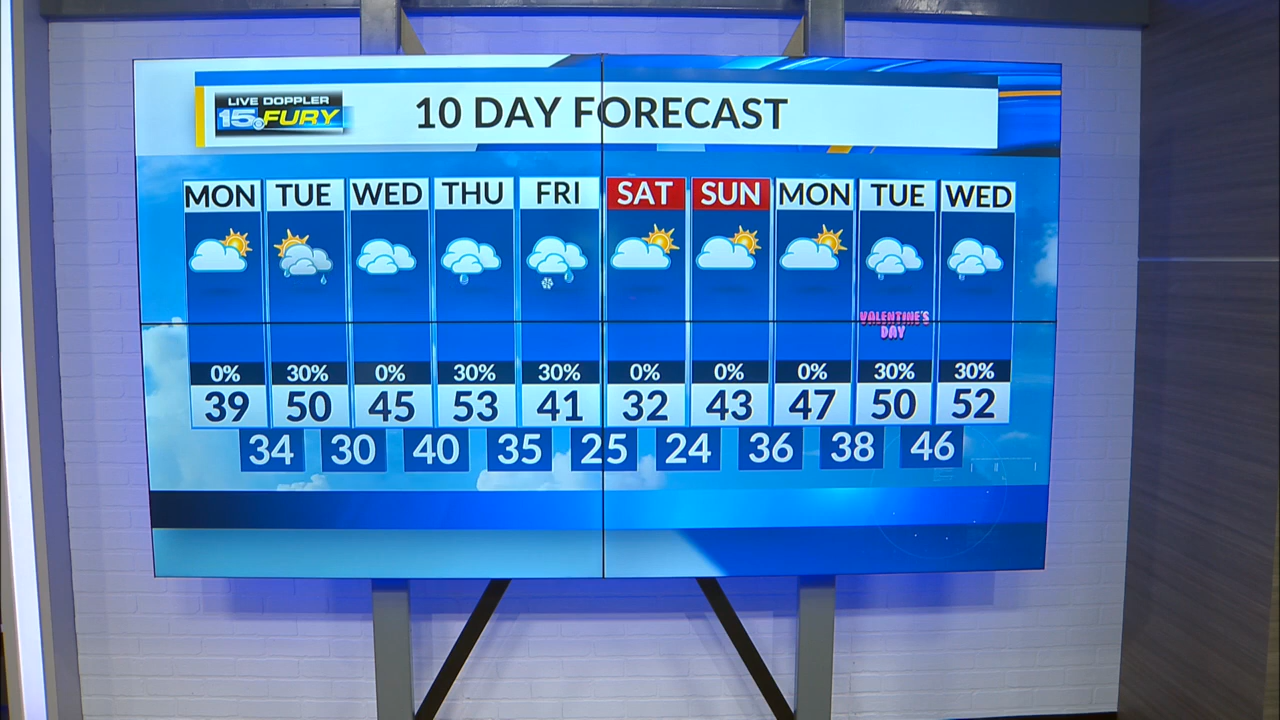 LIVE DOPPLER
15 FURY
10 DAY FORECAST
MON TUE WED THU FRI SAT SUN MON TUE WED
VALENTINE'S
DAY
0% 30% 0% 30% 30% 0% 0% 0% 30% 30%
39 50 45 53 41 32 43 47 50 52
34 30 40 35 25 24 36 38 46